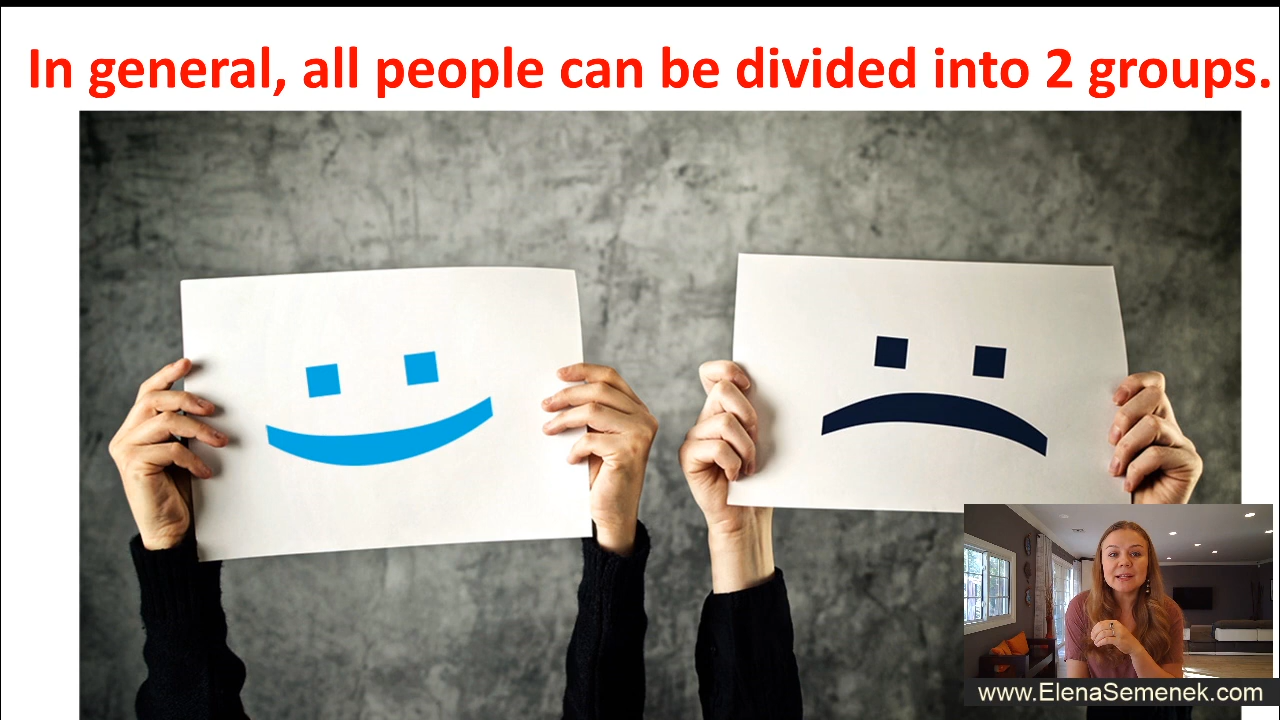 In general, all people can be divided into 2 groups.
www.ElenaSemenek.com